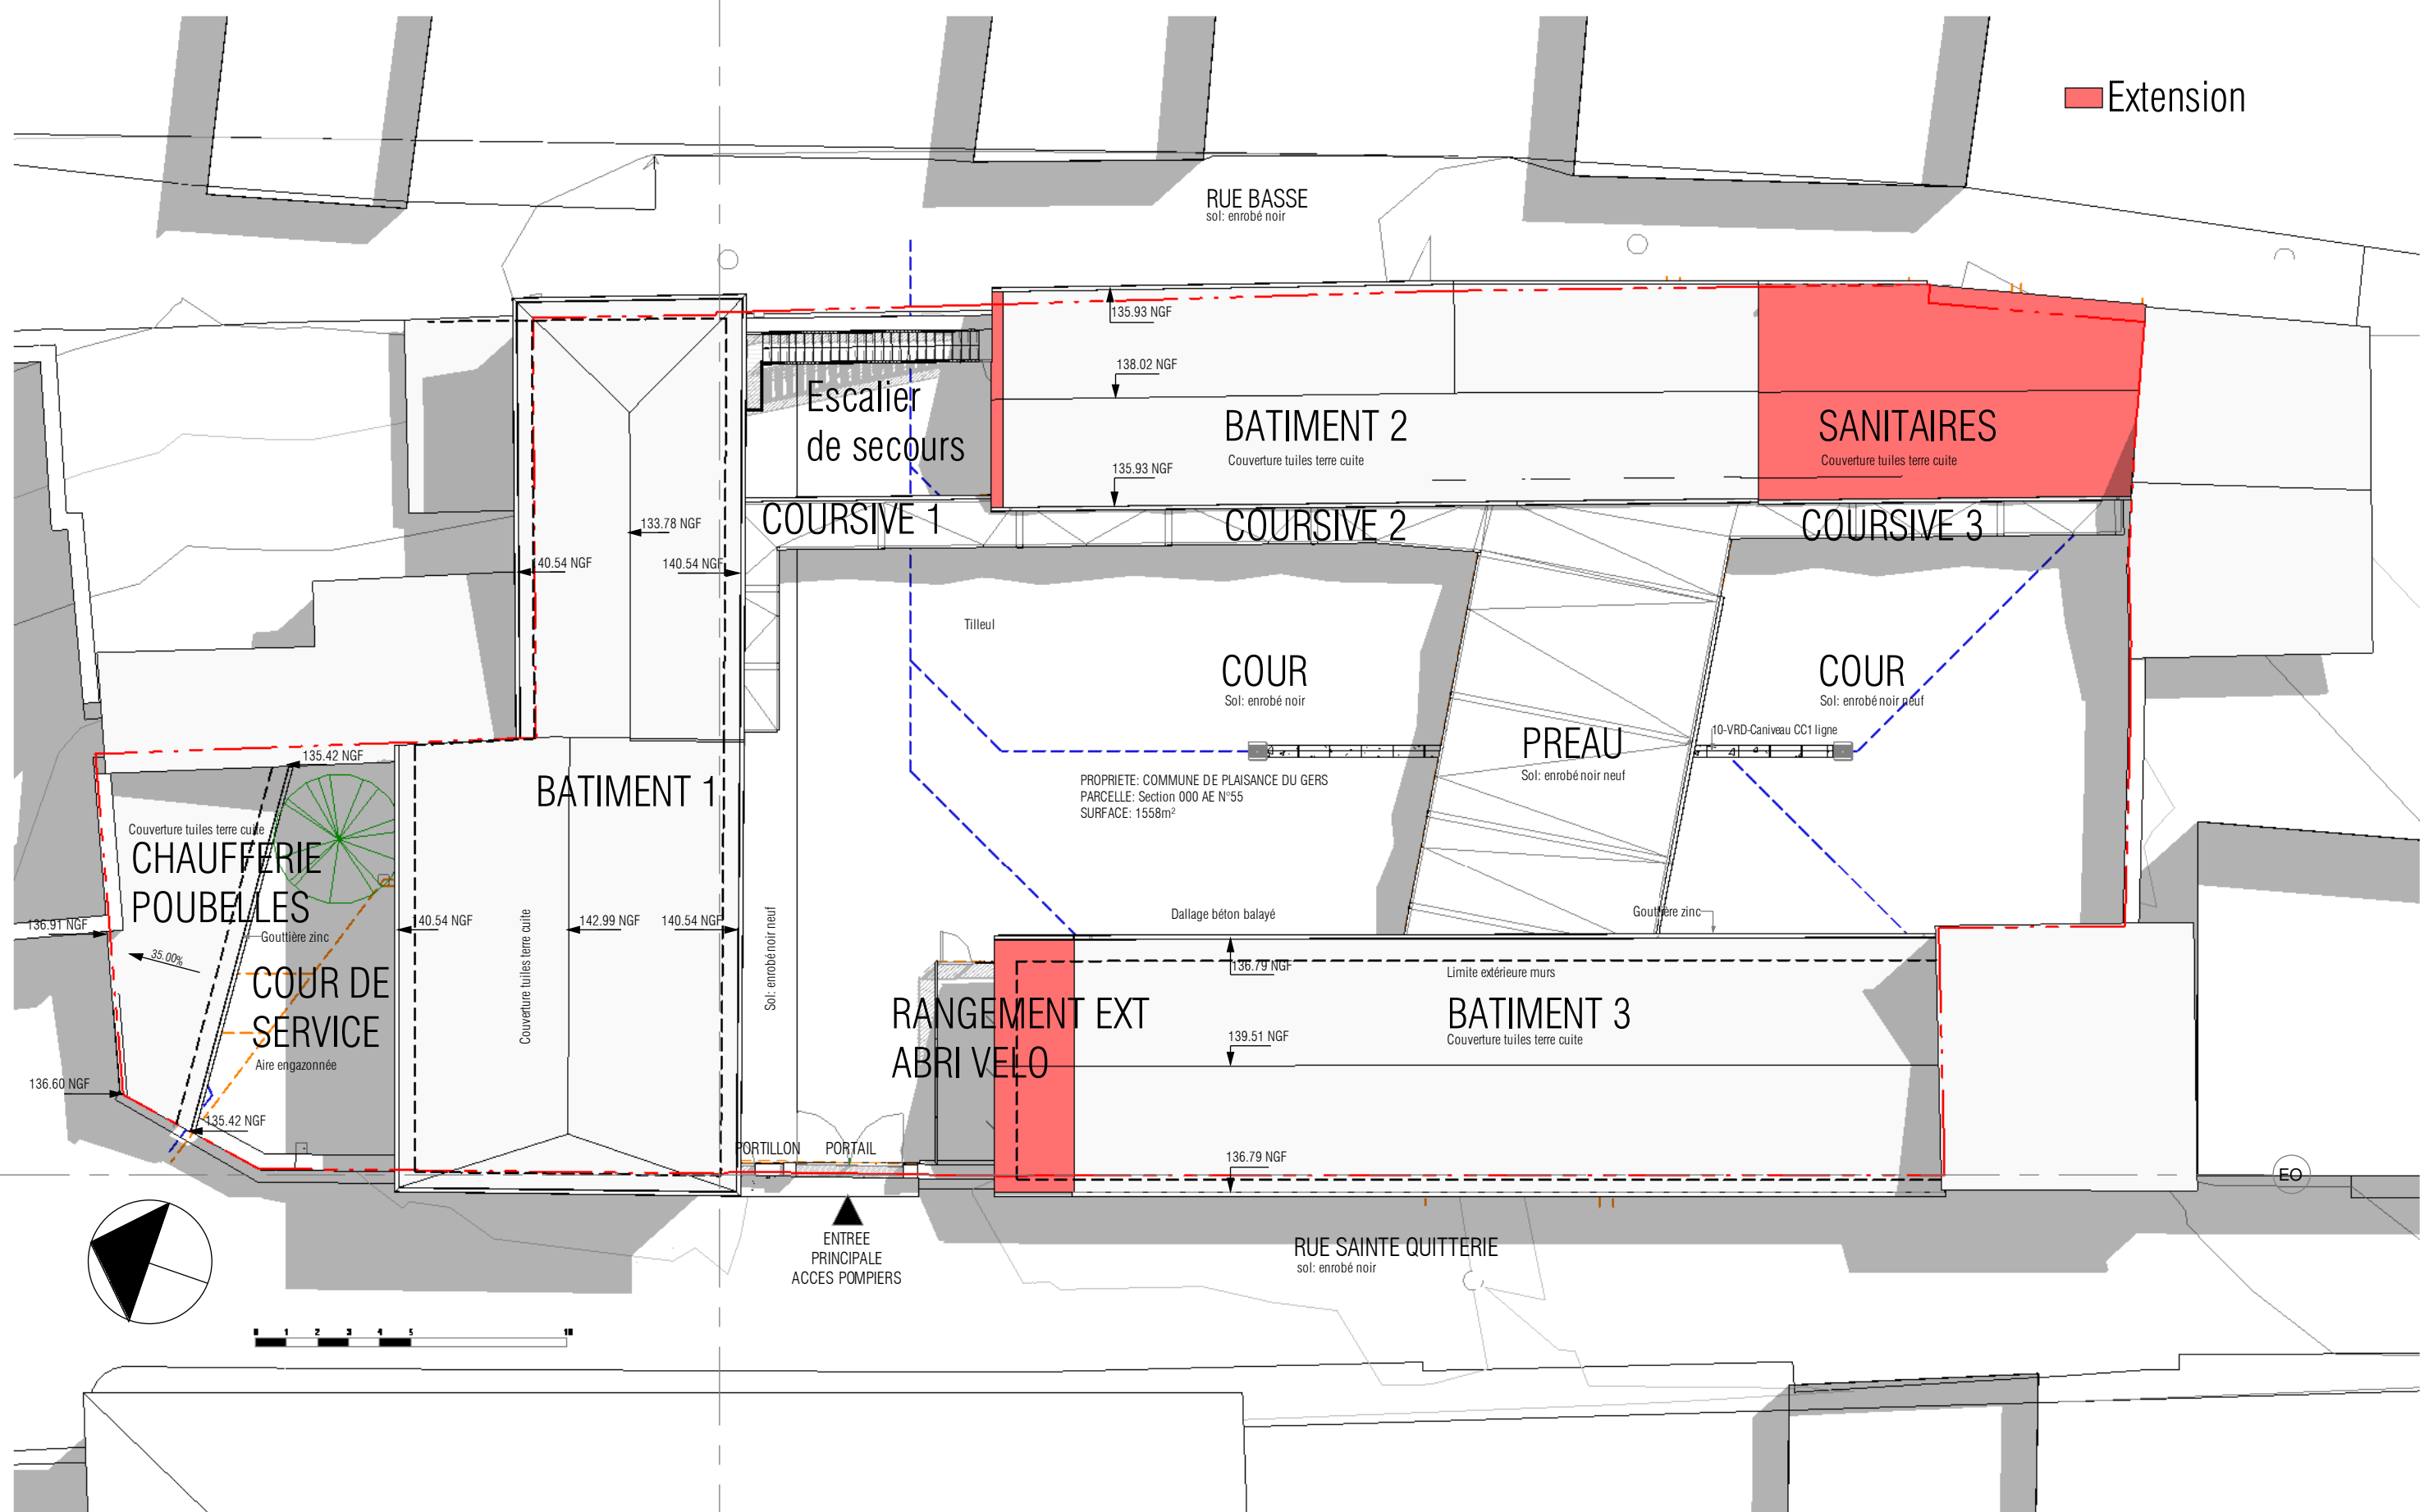 Extension
RUE BASSE
sol: enrobé noir
135.93 NGF
138.02 NGF
Escalier
de secours
BATIMENT 2
Couverture tuiles terre cuite
SANITAIRES
Couverture tuiles terre cuite
135.93 NGF
COURSIVE 1
COURSIVE 2
COURSIVE 3
133.78 NGF
40.54 NGF
140.54 NGF
Tilleul
COUR
Sol: enrobé noir
COUR
Sol: enrobé noir neuf
10-VRD-Caniveau CC1 ligne
PREAU
Sol: enrobé noir neuf
135.42 NGF
BATIMENT 1
PROPRIETE: COMMUNE DE PLAISANCE DU GERS
PARCELLE: Section 000 AE N°55
SURFACE: 1558m²
Couverture tuiles terre cuite
CHAUFFERIE
POUBELLES
136.91 NGF
Gouttière zinc
35.00%
140.54 NGF
142.99 NGF
140.54 NGF
Couverture tuiles terre cuite
Sol: enrobé noir neuf
Dallage béton balayé
Gouttière zinc
COUR DE
SERVICE
Aire engazonnée
136.79 NGF
Limite extérieure murs
RANGEMENT EXT
ABRI VELO
BATIMENT 3
Couverture tuiles terre cuite
139.51 NGF
136.60 NGF
135.42 NGF
PORTILLON
PORTAIL
136.79 NGF
EO
ENTREE
PRINCIPALE
ACCES POMPIERS
RUE SAINTE QUITTERIE
sol: enrobé noir
0 1 2 3 4 5 10